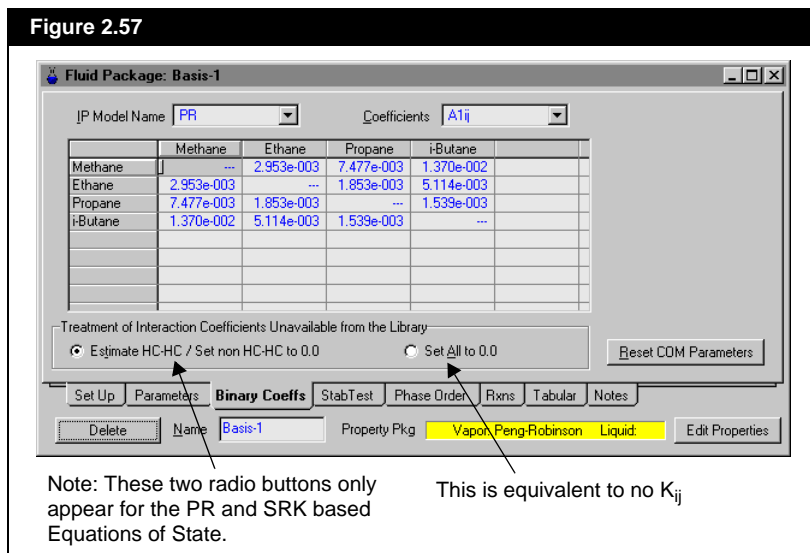 Figure 2.57
Fluid Package: Basis-1
IP Model Name PR Coefficients A1ij
Methane Ethane Propane i-Butane
Methane --- 2.953e-003 7.477e-003 1.370e-002
Ethane 2.953e-003 --- 1.853e-003 5.114e-003
Propane 7.477e-003 1.853e-003 --- 1.539e-003
i-Butane 1.370e-002 5.114e-003 1.539e-003 ---
Treatment of Interaction Coefficients Unavailable from the Library
Estimate HC-HC / Set non HC-HC to 0.0 Set All to 0.0 Reset COM Parameters
Set Up Parameters Binary Coeffs StabTest Phase Order Rxns Tabular Notes
Delete Name Basis-1 Property Pkg Vapor: Peng-Robinson Liquid: Edit Properties
Note: These two radio buttons only
appear for the PR and SRK based
Equations of State.
This is equivalent to no Kij